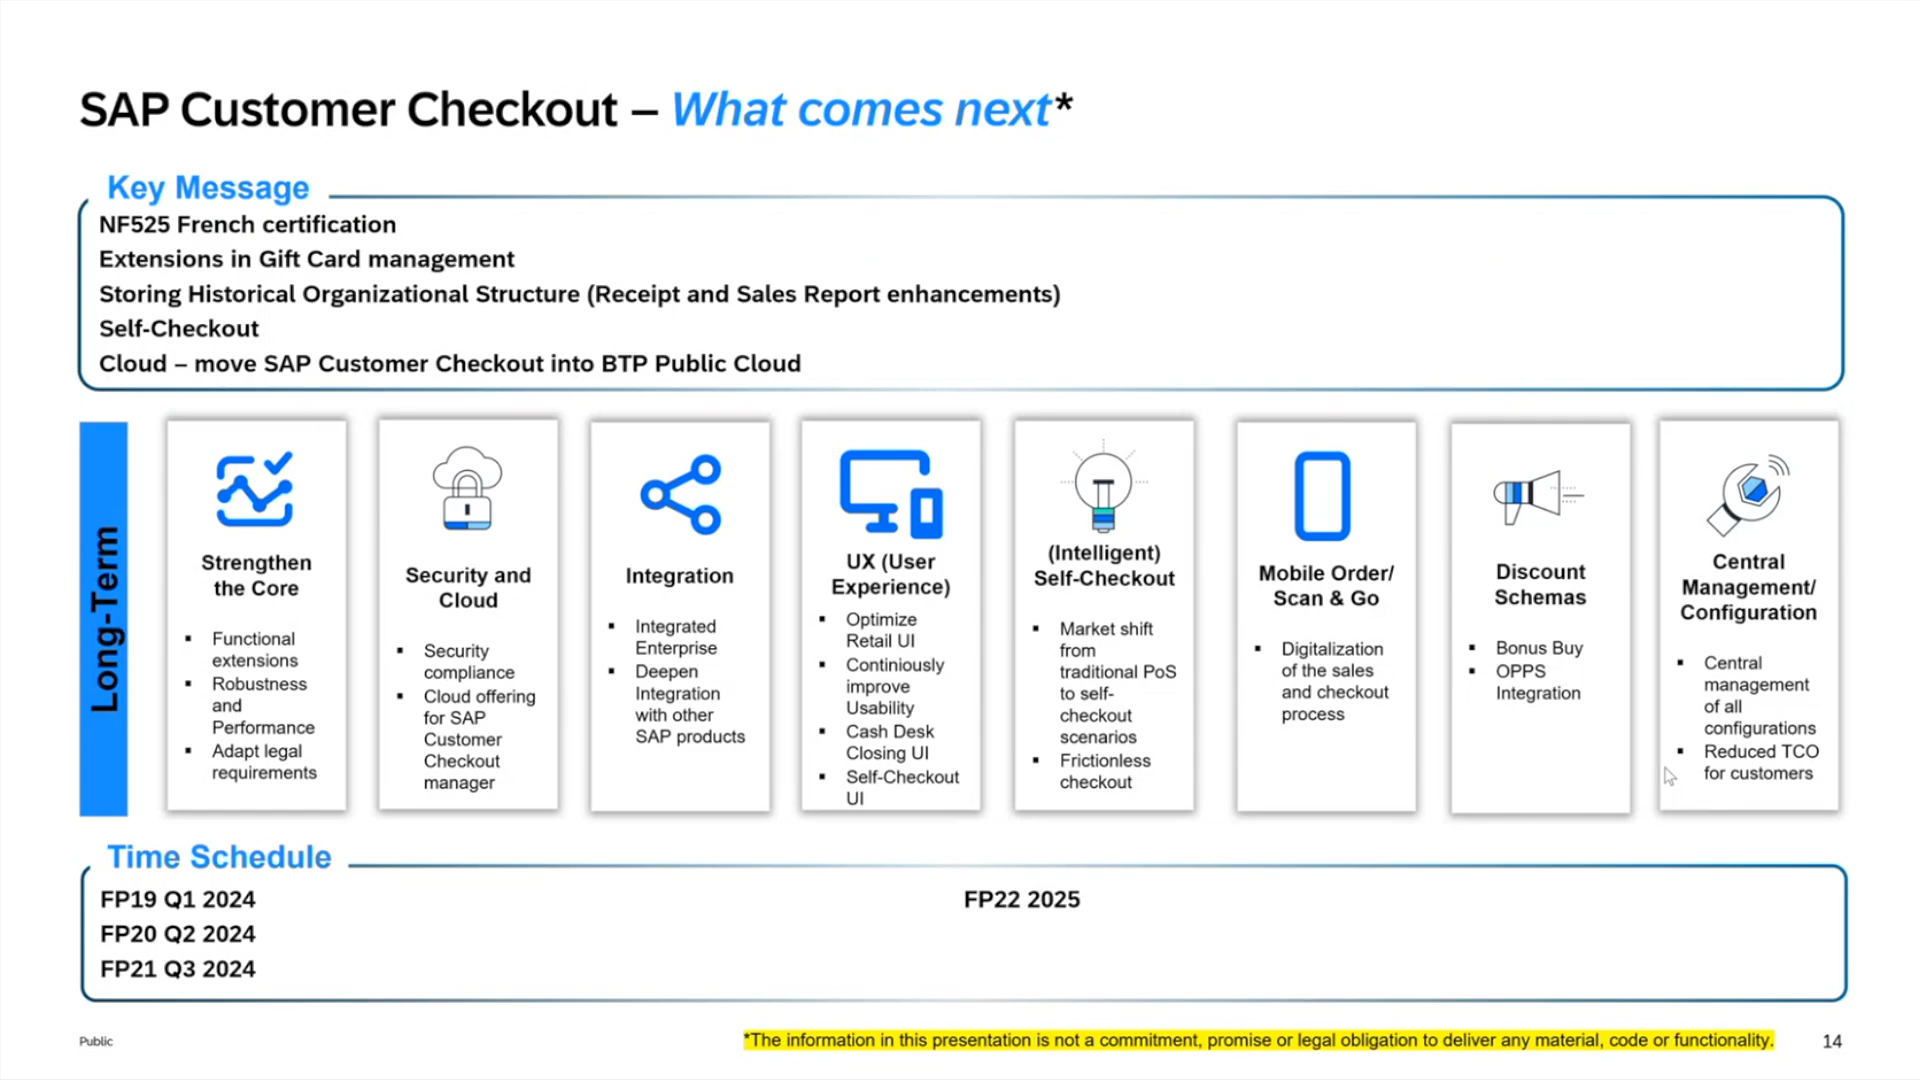 SAP Customer Checkout – What comes next*
Key Message
NF525 French certification
Extensions in Gift Card management
Storing Historical Organizational Structure (Receipt and Sales Report enhancements)
Self-Checkout
Cloud – move SAP Customer Checkout into BTP Public Cloud
Long-Term
Strengthen
the Core
▪ Functional
extensions
▪ Robustness
and
Performance
▪ Adapt legal
requirements
Security and
Cloud
▪ Security
compliance
▪ Cloud offering
for SAP
Customer
Checkout
manager
Integration
▪ Integrated
Enterprise
▪ Deepen
Integration
with other
SAP products
UX (User
Experience)
▪ Optimize
Retail UI
▪ Continiously
improve
Usability
▪ Cash Desk
Closing UI
▪ Self-Checkout
UI
(Intelligent)
Self-Checkout
▪ Market shift
from
traditional PoS
to self-
checkout
scenarios
▪ Frictionless
checkout
Mobile Order/
Scan & Go
▪ Digitalization
of the sales
and checkout
process
Discount
Schemas
▪ Bonus Buy
▪ OPPS
Integration
Central
Management/
Configuration
▪ Central
management
of all
configurations
▪ Reduced TCO
for customers
Time Schedule
FP19 Q1 2024
FP20 Q2 2024
FP21 Q3 2024
FP22 2025
Public
*The information in this presentation is not a commitment, promise or legal obligation to deliver any material, code or functionality.
14